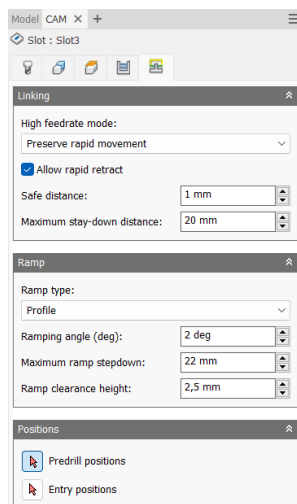 Model CAM × +
Slot : Slot3
Linking
High feedrate mode:
Preserve rapid movement
Allow rapid retract
Safe distance: 1 mm
Maximum stay-down distance: 20 mm
Ramp
Ramp type:
Profile
Ramping angle (deg): 2 deg
Maximum ramp stepdown: 22 mm
Ramp clearance height: 2,5 mm
Positions
Predrill positions
Entry positions